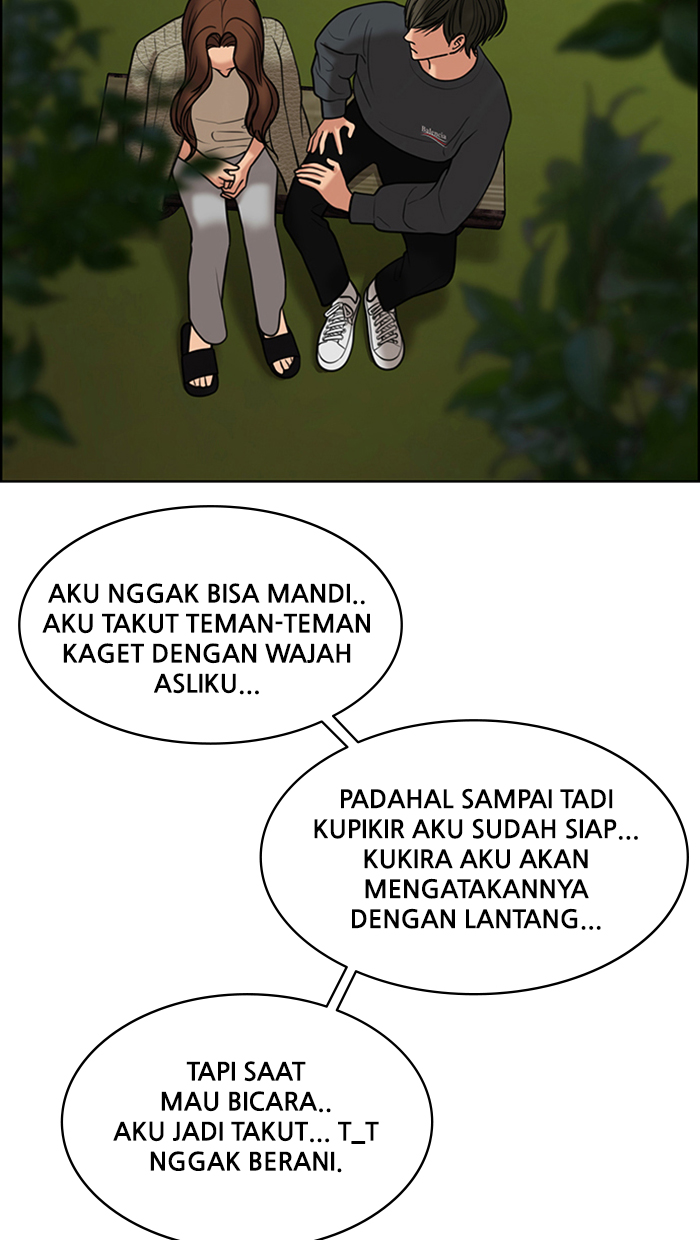 Balencia
AKU NGGAK BISA MANDI..
AKU TAKUT TEMAN-TEMAN
KAGET DENGAN WAJAH
ASLIKU...
PADAHAL SAMPAI TADI
KUPIKIR AKU SUDAH SIAP...
KUKIRA AKU AKAN
MENGATAKANNYA
DENGAN LANTANG...
TAPI SAAT
MAU BICARA..
AKU JADI TAKUT... T_T
NGGAK BERANI.